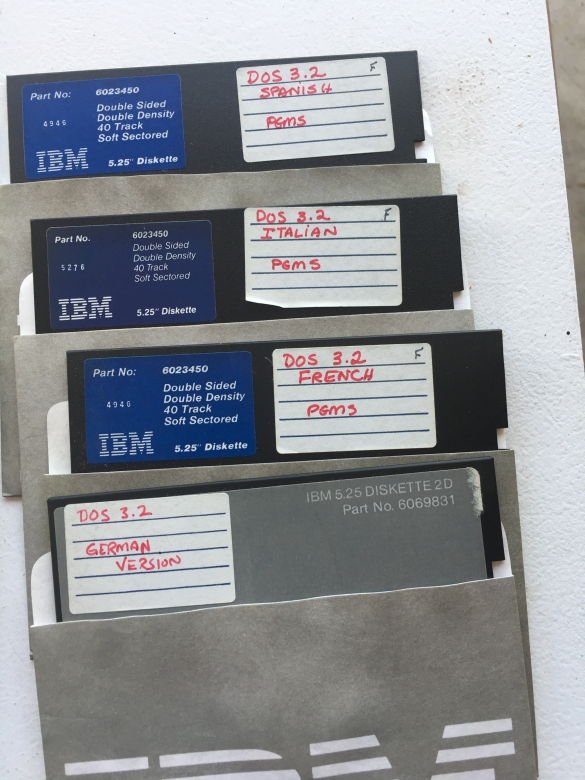 Part No: 6023450
Double Sided
Double Density
4946
40 Track
Soft Sectored
IBM 5.25" Diskette
DOS 3.2 F
SPANISH
PGMS
Part No. 6023450
Double Sided
Double Density
5276
40 Track
Soft Sectored
IBM 5.25" Diskette
DOS 3.2 F
ITALIAN
PGMS
Part No: 6023450
Double Sided
Double Density
4946
40 Track
Soft Sectored
IBM 5.25" Diskette
DOS 3.2 F
FRENCH
PGMS
DOS 3.2
GERMAN
VERSION
IBM 5.25 DISKETTE 2D
Part No. 6069831
IBM